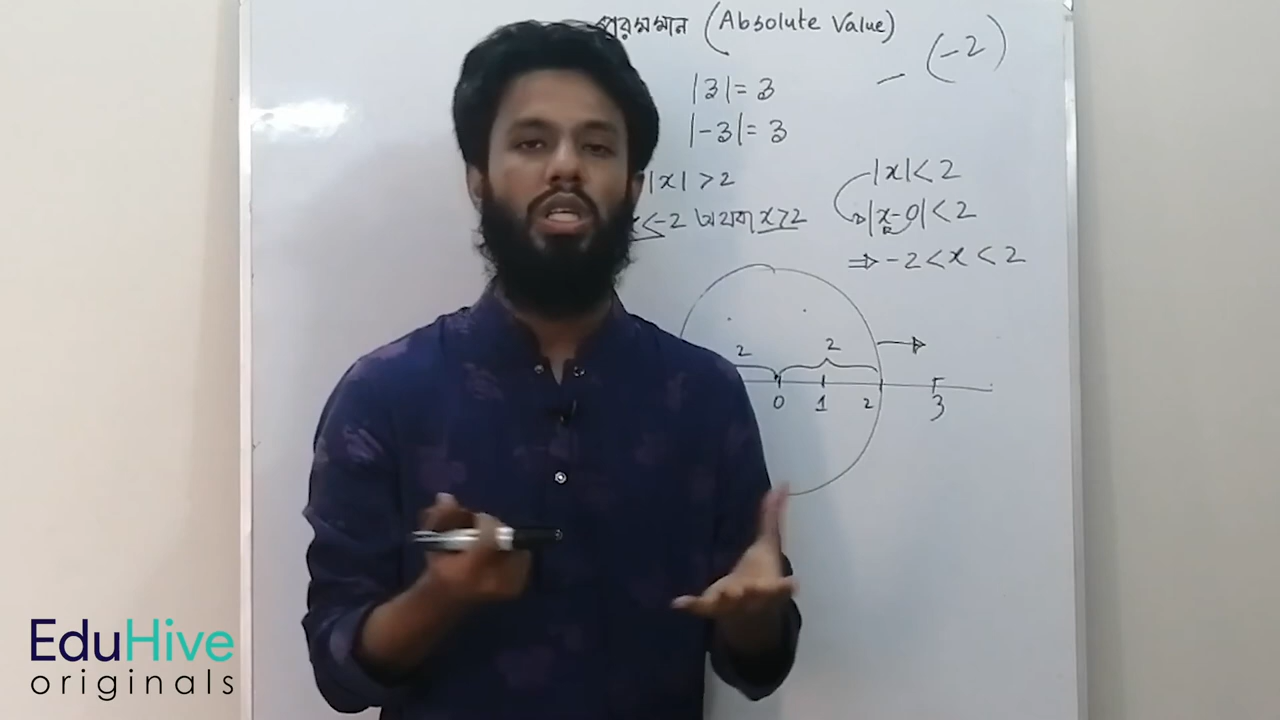 পরমমান (Absolute Value)
- (-2)
|3| = 3
|-3| = 3
|x| > 2
<-2 অথবা x>2
|x| < 2
|x-0| < 2
⇒ -2 < x < 2
2 2
0 1 2 3
EduHive
originals